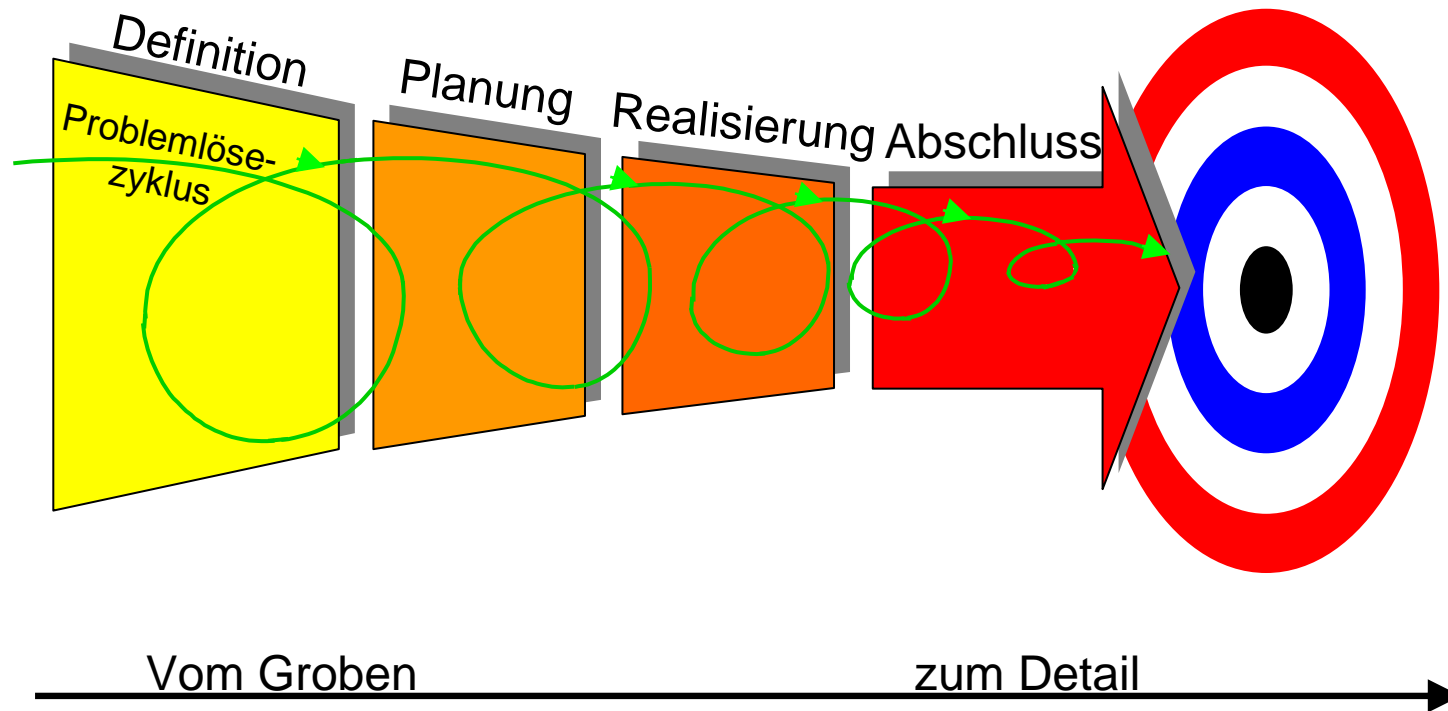 Definition
Planung
Realisierung
Abschluss
Problemlöse-
zyklus
Vom Groben
zum Detail